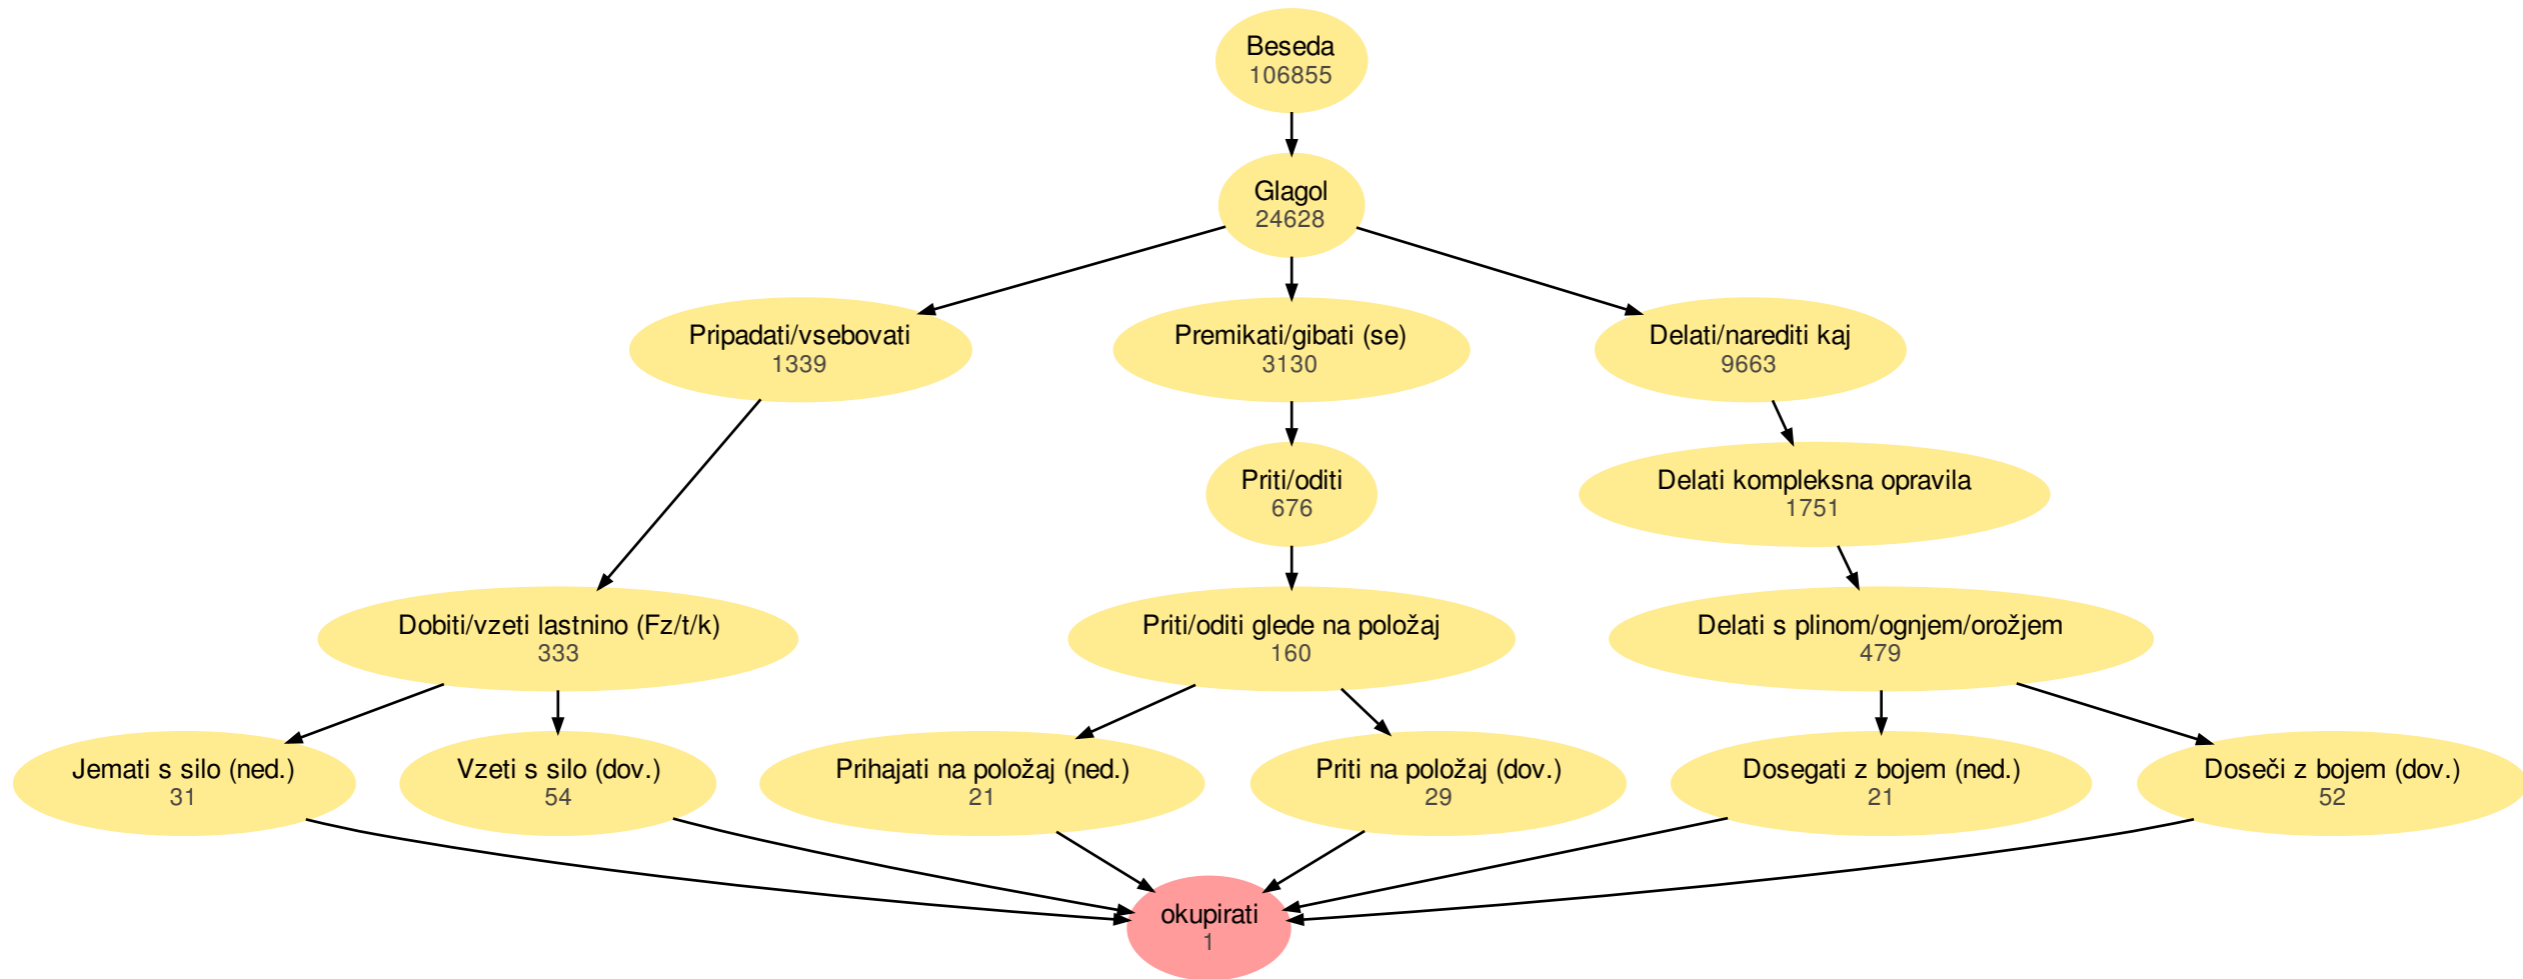 Beseda
106855
Glagol
24628
Pripadati/vsebovati
1339
Premikati/gibati (se)
3130
Delati/narediti kaj
9663
Priti/oditi
676
Delati kompleksna opravila
1751
Dobiti/vzeti lastnino (Fz/t/k)
333
Priti/oditi glede na položaj
160
Delati s plinom/ognjem/orožjem
479
Jemati s silo (ned.)
31
Vzeti s silo (dov.)
54
Prihajati na položaj (ned.)
21
Priti na položaj (dov.)
29
Dosegati z bojem (ned.)
21
Doseči z bojem (dov.)
52
okupirati
1